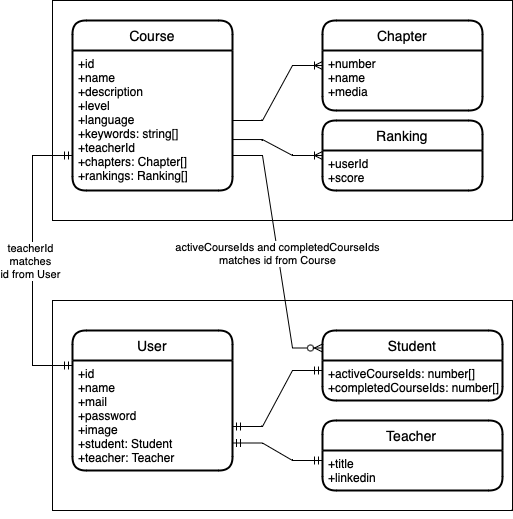 Course
+id
+name
+description
+level
+language
+keywords: string[]
+teacherId
+chapters: Chapter[]
+rankings: Ranking[]
Chapter
+number
+name
+media
Ranking
+userId
+score
teacherId
matches
id from User
activeCourseIds and completedCourseIds
matches id from Course
User
+id
+name
+mail
+password
+image
+student: Student
+teacher: Teacher
Student
+activeCourseIds: number[]
+completedCourseIds: number[]
Teacher
+title
+linkedin